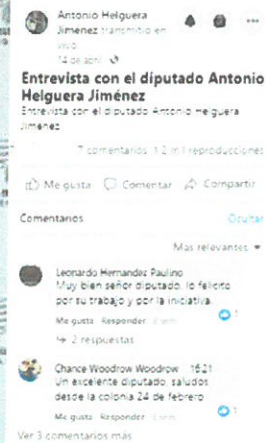 Antonio Helguera
Jimenez transmitió en
vivo.
14 de abril
Entrevista con el diputado Antonio
Helguera Jiménez
Entrevista con el diputado Antonio Helguera
Jiménez
7 comentarios 1.2 mil reproducciones
Me gusta Comentar Compartir
Comentarios Ocultar
Más relevantes
Leonardo Hernandez Paulino
Muy bien señor diputado, lo felicito
por su trabajo y por la iniciativa.
Me gusta Responder
1
2 respuestas
Chance Woodrow Woodrow 16:21
Un excelente diputado, saludos
desde la colonia 24 de febrero
Me gusta Responder
1
Ver 3 comentarios más